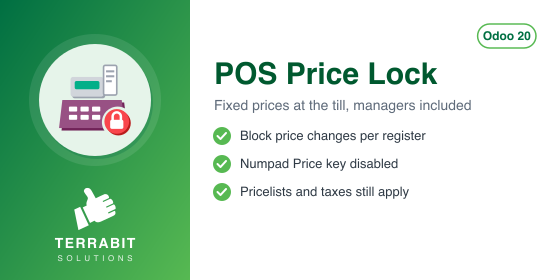 Odoo 20
POS Price Lock
Fixed prices at the till, managers included
Block price changes per register
Numpad Price key disabled
Pricelists and taxes still apply
TERRABIT
SOLUTIONS